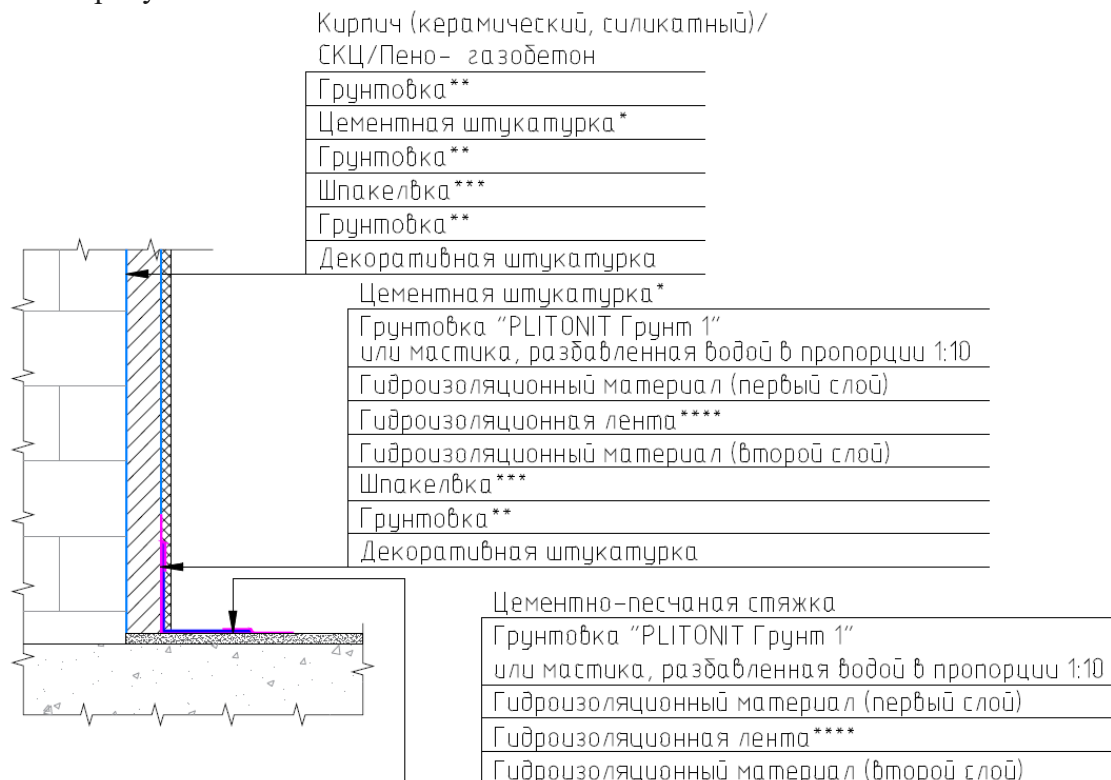 Кирпич (керамический, силикатный)/
СКЦ/Пено- газобетон
Грунтовка**
Цементная штукатурка*
Грунтовка**
Шпакелвка***
Грунтовка**
Декоративная штукатурка
Цементная штукатурка*
Грунтовка "PLITONIT Грунт 1"
или мастика, разбавленная водой в пропорции 1:10
Гидроизоляционный материал (первый слой)
Гидроизоляционная лента****
Гидроизоляционный материал (второй слой)
Шпакелвка***
Грунтовка**
Декоративная штукатурка
Цементно-песчаная стяжка
Грунтовка "PLITONIT Грунт 1"
или мастика, разбавленная водой в пропорции 1:10
Гидроизоляционный материал (первый слой)
Гидроизоляционная лента****
Гидроизоляционный материал (второй слой)